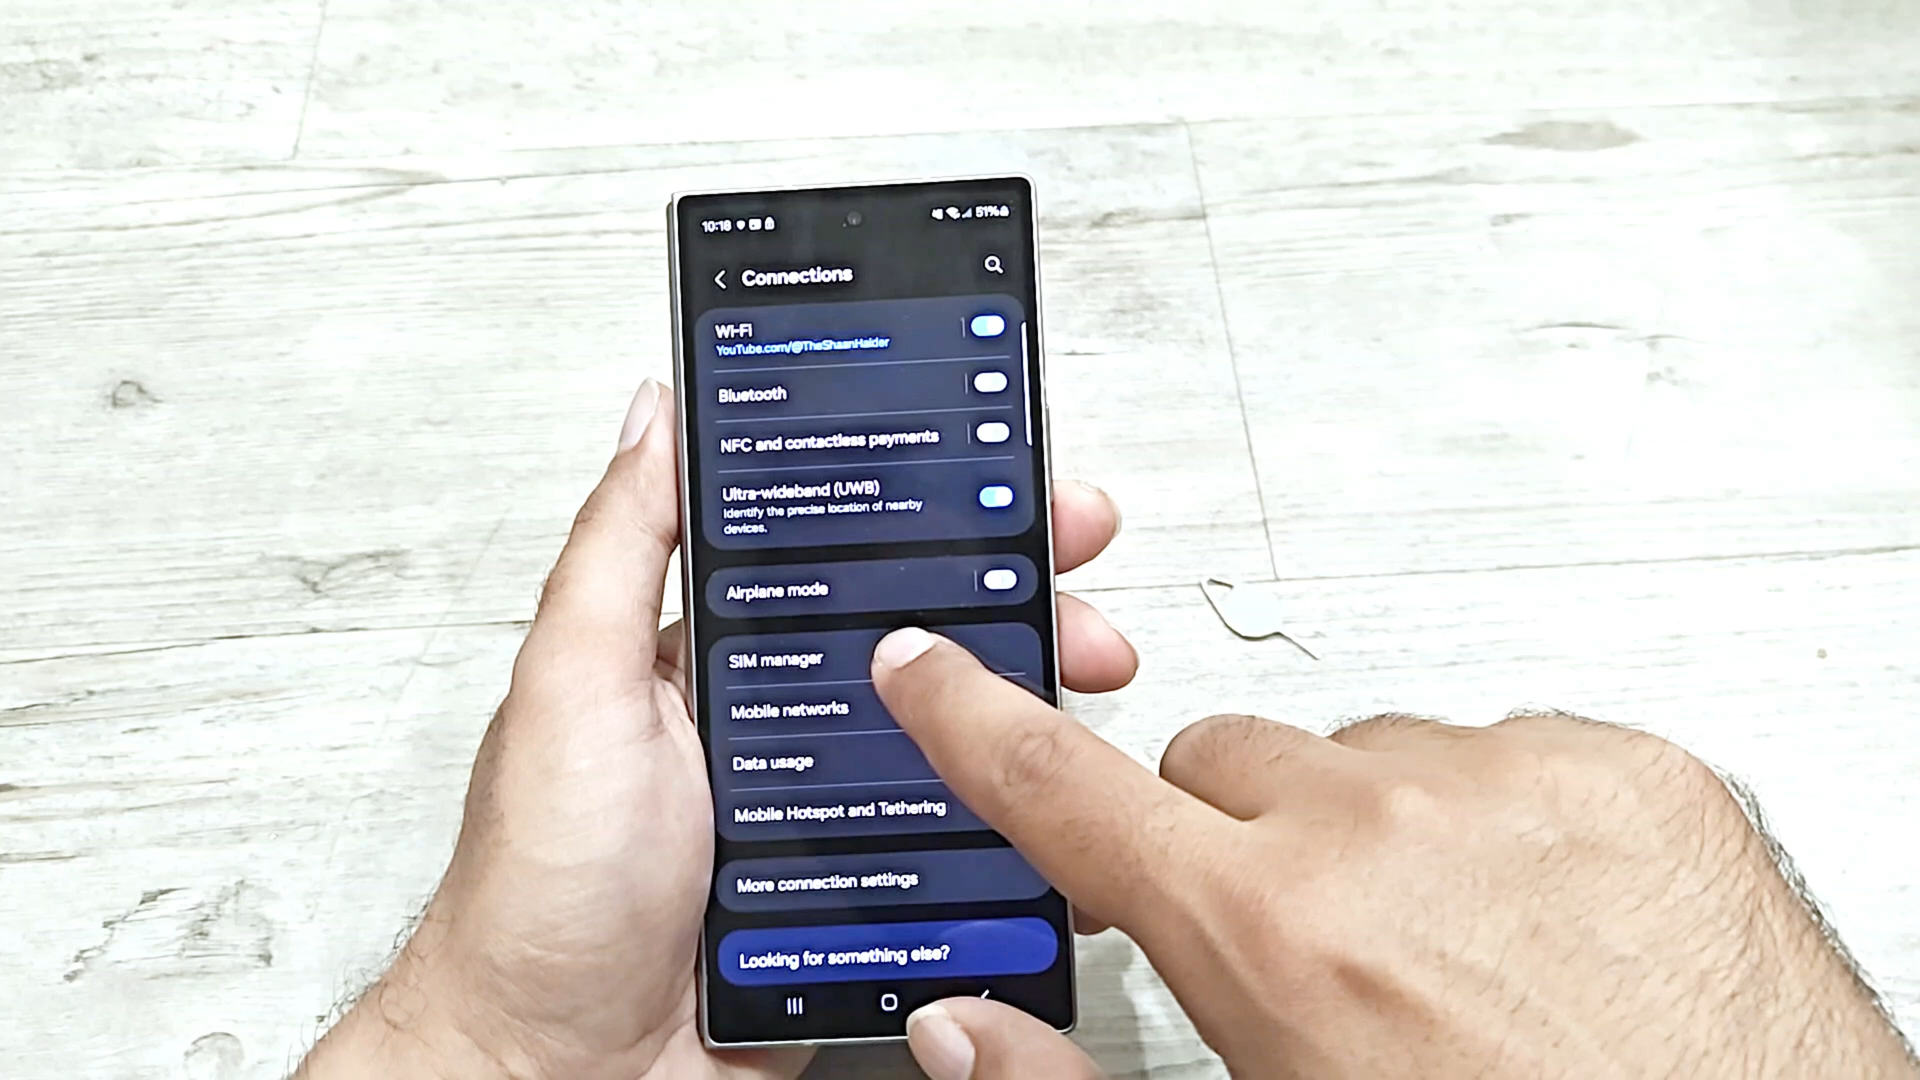 10:18
51%
Connections
Wi-Fi
YouTube.com/@TheShaanHaider
Bluetooth
NFC and contactless payments
Ultra-wideband (UWB)
Identify the precise location of nearby
devices.
Airplane mode
SIM manager
Mobile networks
Data usage
Mobile Hotspot and Tethering
More connection settings
Looking for something else?